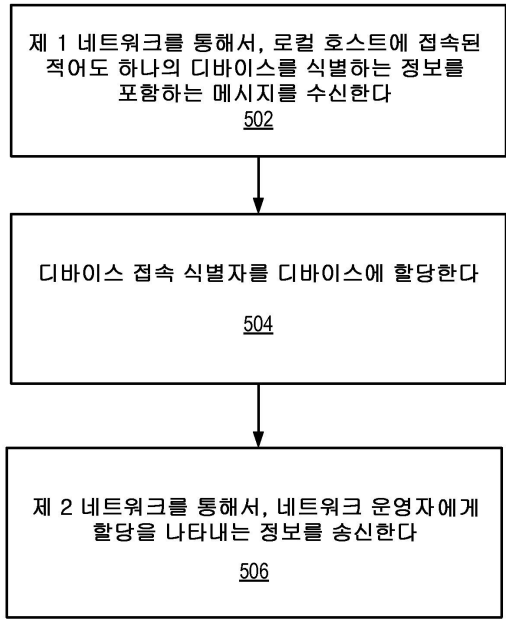 제 1 네트워크를 통해서, 로컬 호스트에 접속된
적어도 하나의 디바이스를 식별하는 정보를
포함하는 메시지를 수신한다
502
디바이스 접속 식별자를 디바이스에 할당한다
504
제 2 네트워크를 통해서, 네트워크 운영자에게
할당을 나타내는 정보를 송신한다
506